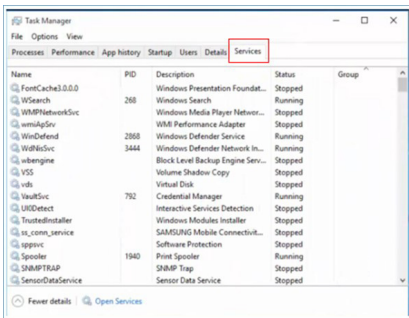 Task Manager
File Options View
Processes Performance App history Startup Users Details Services
Name PID Description Status Group
FontCache3.0.0.0 Windows Presentation Foundat... Stopped
WSearch 268 Windows Search Running
WMPNetworkSvc Windows Media Player Networ... Stopped
wmiApSrv WMI Performance Adapter Stopped
WinDefend 2868 Windows Defender Service Running
WdNisSvc 3444 Windows Defender Network In... Running
wbengine Block Level Backup Engine Serv... Stopped
VSS Volume Shadow Copy Stopped
vds Virtual Disk Stopped
VaultSvc 792 Credential Manager Running
UI0Detect Interactive Services Detection Stopped
TrustedInstaller Windows Modules Installer Stopped
ss_conn_service SAMSUNG Mobile Connectivit... Stopped
sppsvc Software Protection Stopped
Spooler 1940 Print Spooler Running
SNMPTRAP SNMP Trap Stopped
SensorDataService Sensor Data Service Stopped
Fewer details Open Services